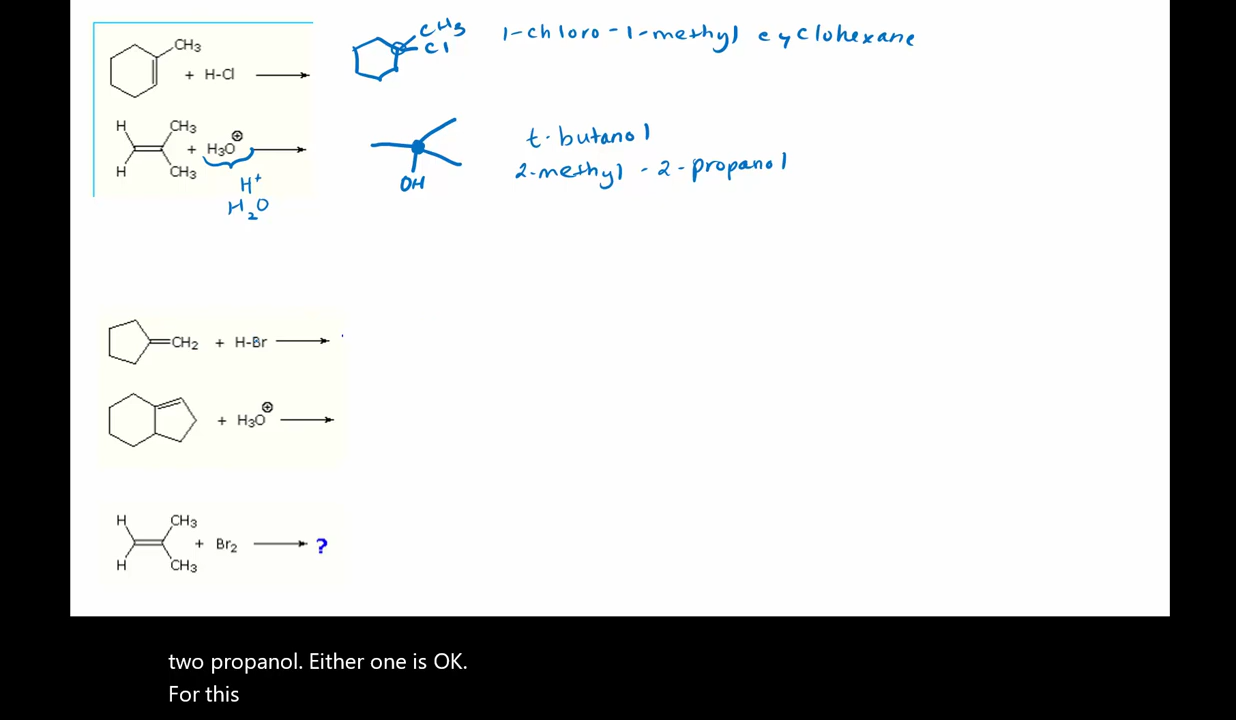 CH3
+ H-Cl
CH3
Cl
1-chloro-1-methyl cyclohexane
H CH3
+ H3O ⊕
H CH3
H+
H2O
OH
t-butanol
2-methyl-2-propanol
=CH2 + H-Br
+ H3O ⊕
H CH3
+ Br2 ?
H CH3
two propanol. Either one is OK.
For this